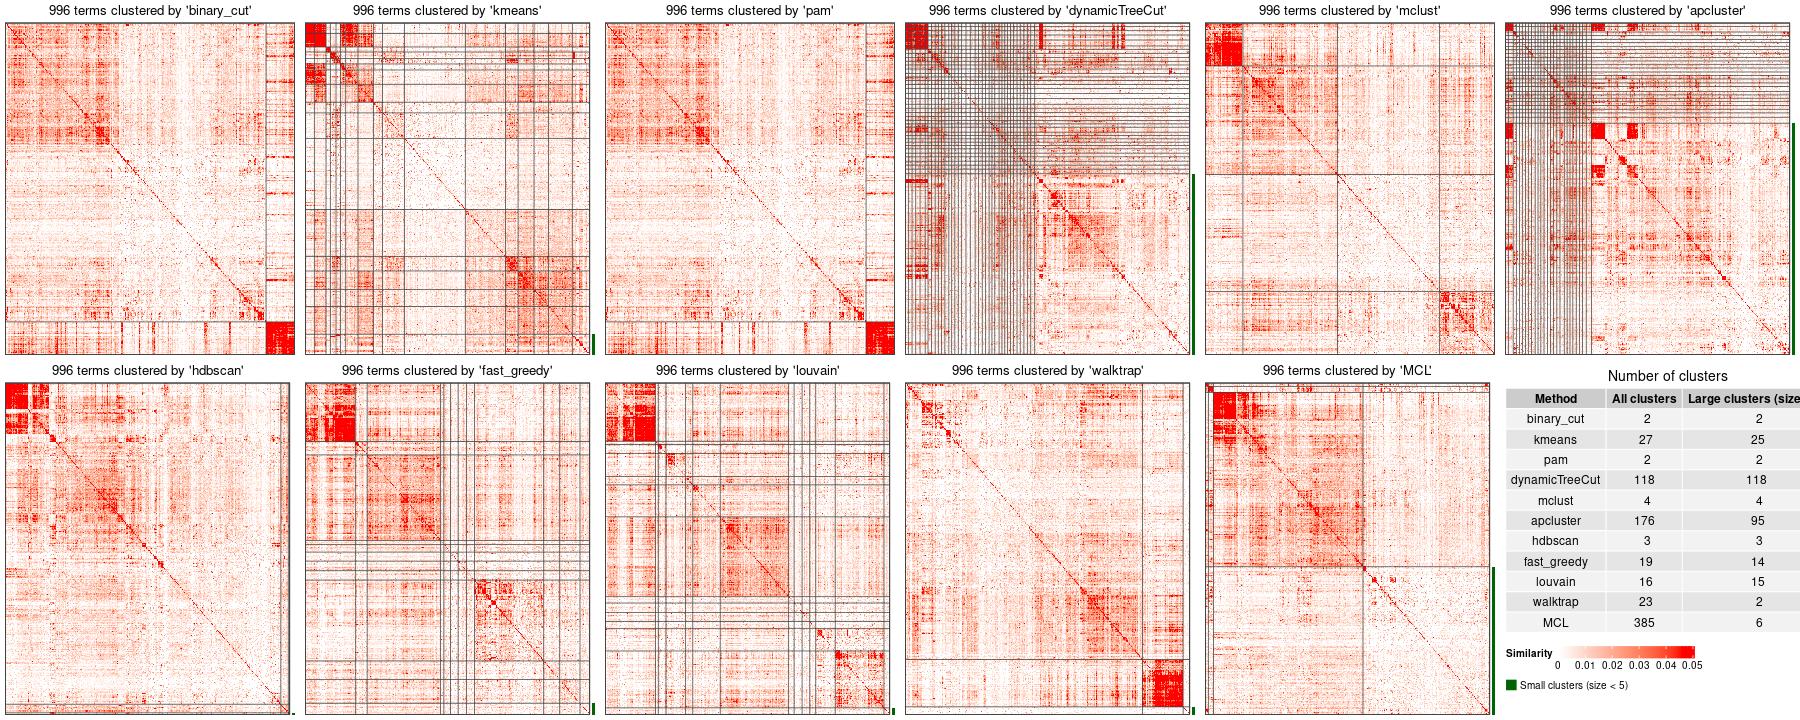 996 terms clustered by 'binary_cut'
996 terms clustered by 'kmeans'
996 terms clustered by 'pam'
996 terms clustered by 'dynamicTreeCut'
996 terms clustered by 'mclust'
996 terms clustered by 'apcluster'
996 terms clustered by 'hdbscan'
996 terms clustered by 'fast_greedy'
996 terms clustered by 'louvain'
996 terms clustered by 'walktrap'
996 terms clustered by 'MCL'
Number of clusters
Method All clusters Large clusters (size
binary_cut 2 2
kmeans 27 25
pam 2 2
dynamicTreeCut 118 118
mclust 4 4
apcluster 176 95
hdbscan 3 3
fast_greedy 19 14
louvain 16 15
walktrap 23 2
MCL 385 6
Similarity
0 0.01 0.02 0.03 0.04 0.05
Small clusters (size < 5)